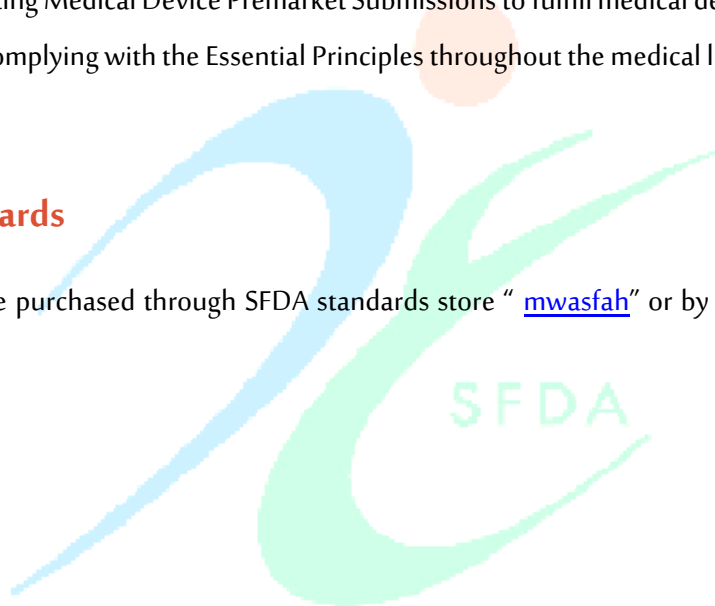 ing Medical Device Premarket Submissions to fulfill medical de
omplying with the Essential Principles throughout the medical l
ards
e purchased through SFDA standards store “ mwasfah” or by
SFDA